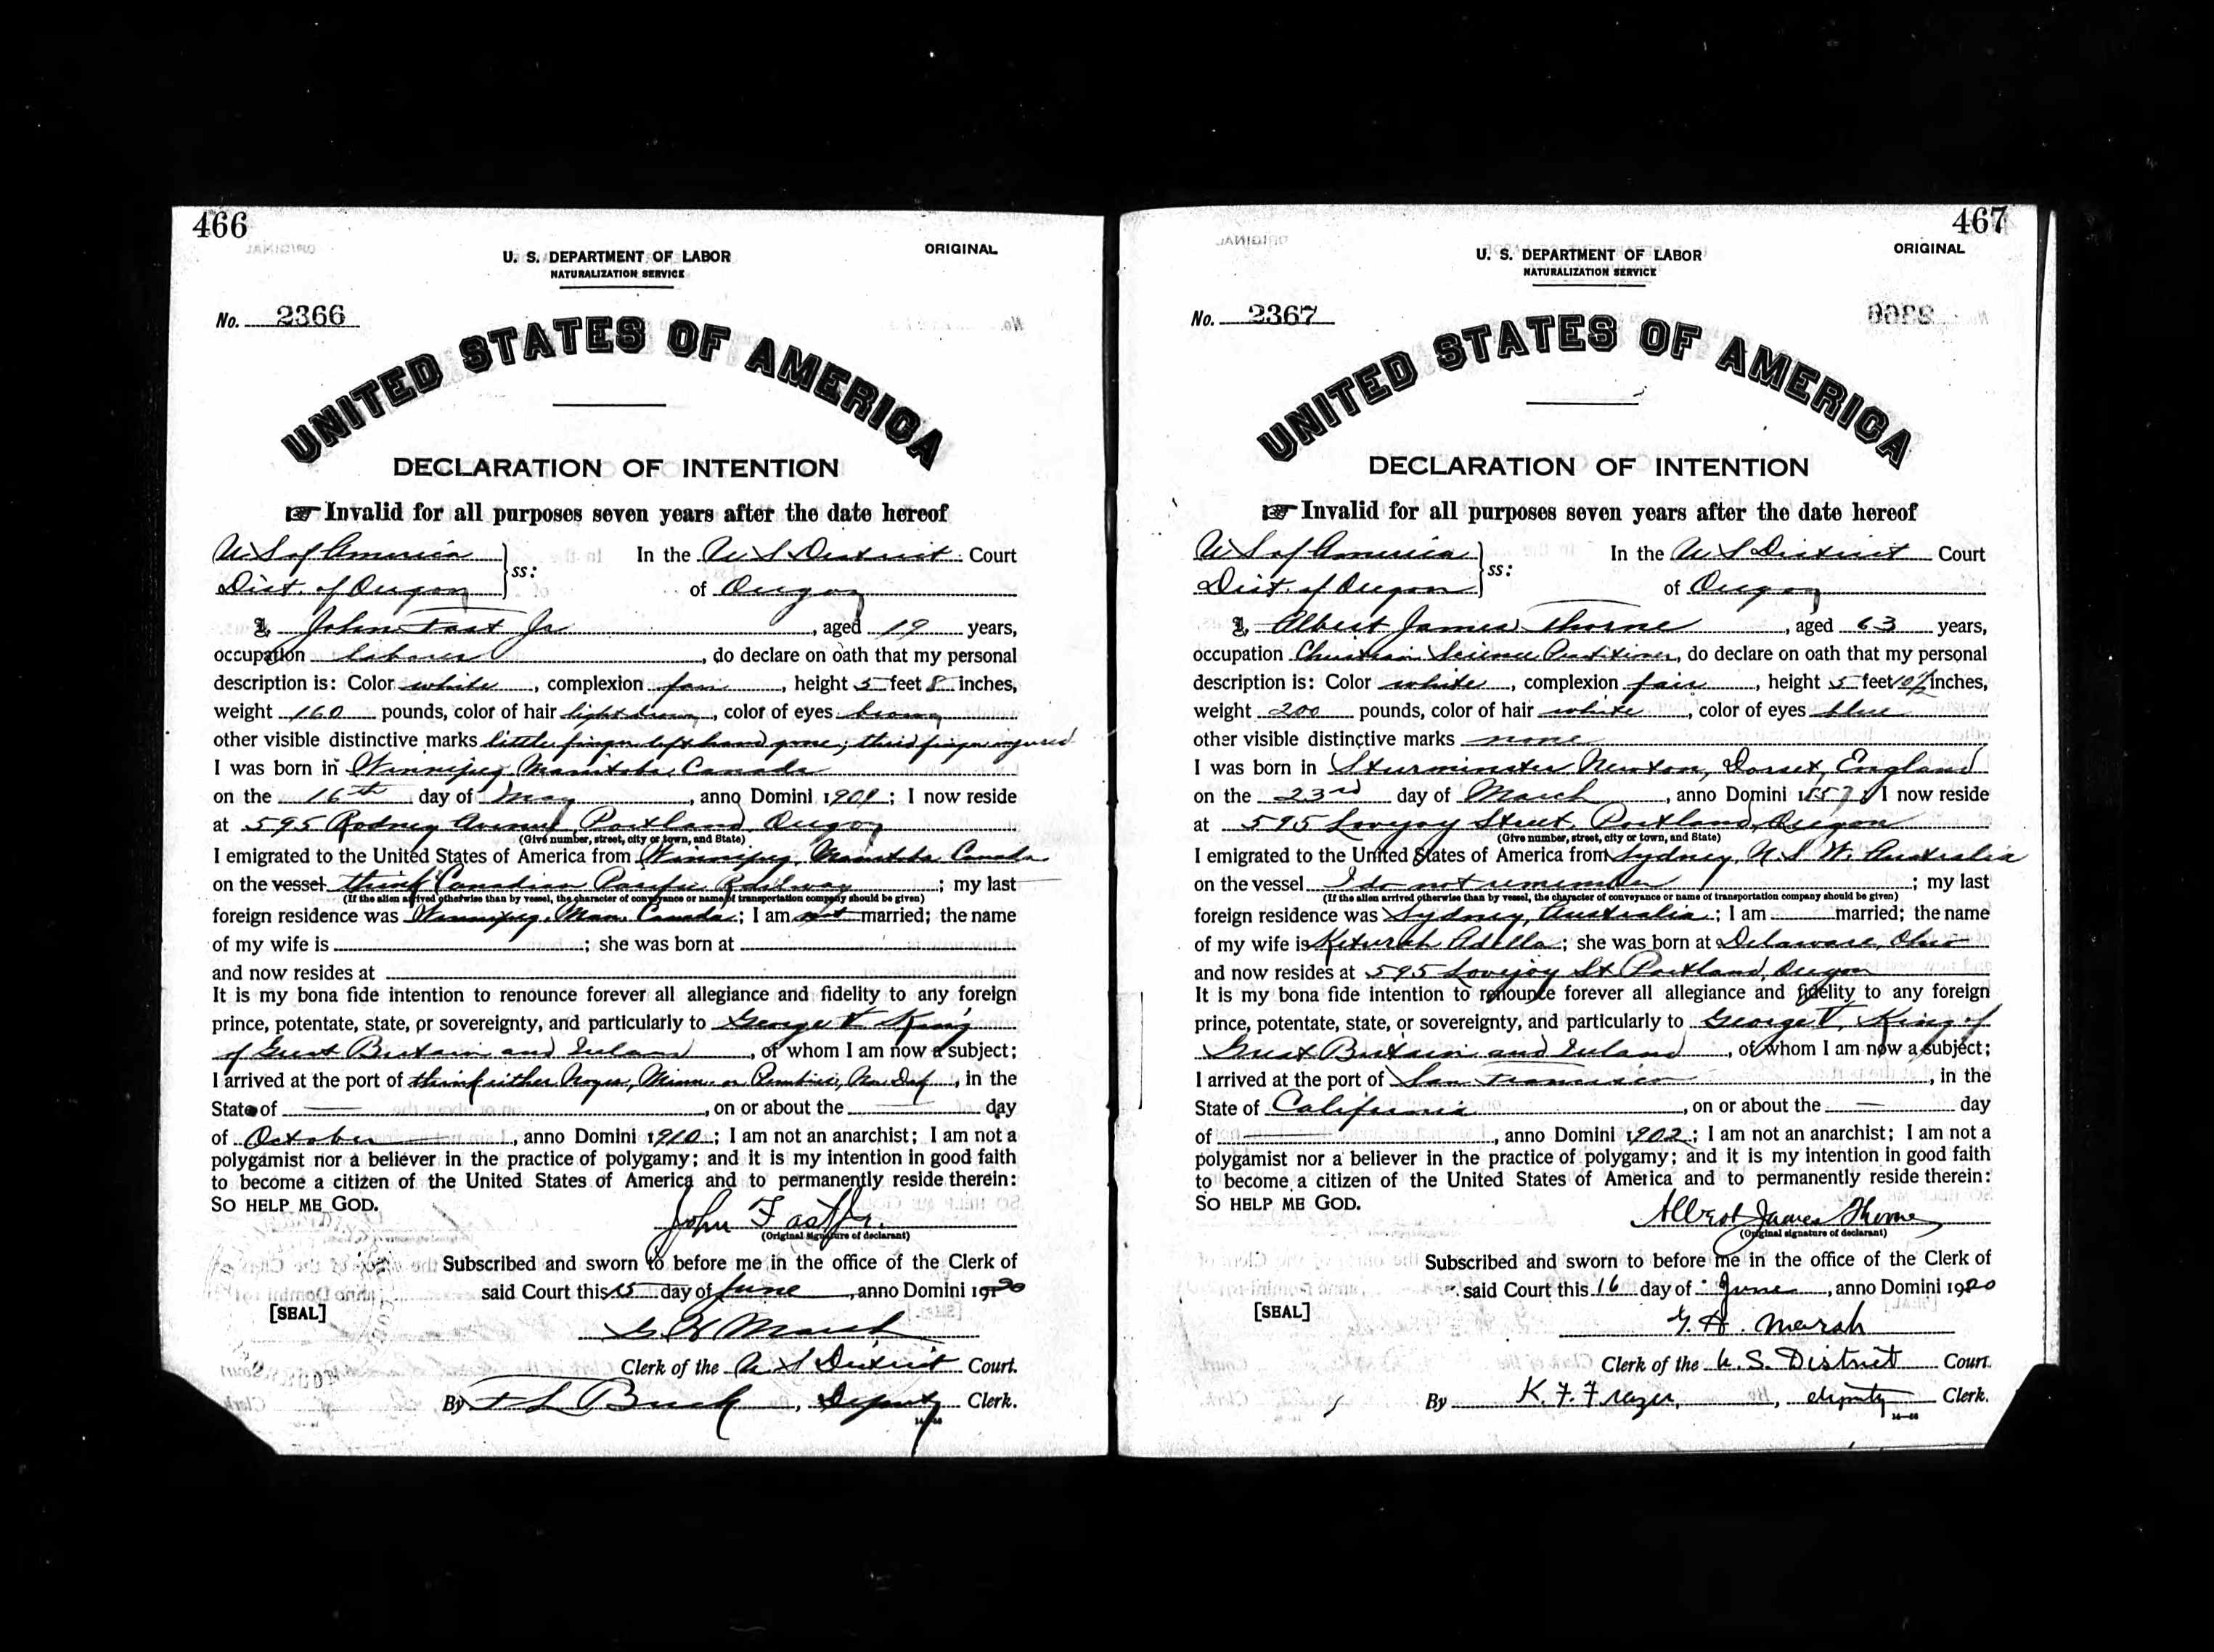 466
ORIGINAL
U. S. DEPARTMENT OF LABOR
NATURALIZATION SERVICE
No. 2366
UNITED STATES OF AMERICA
DECLARATION OF INTENTION
☞ Invalid for all purposes seven years after the date hereof
U S of America } ss: In the U S District Court
Dist. of Oregon of Oregon
I, John Fast Jr, aged 19 years,
occupation laborer, do declare on oath that my personal
description is: Color white, complexion fair, height 5 feet 8 inches,
weight 160 pounds, color of hair light brown, color of eyes brown
other visible distinctive marks little finger left hand gone; third finger injured
I was born in Winnipeg, Manitoba, Canada
on the 16th day of May, anno Domini 1901; I now reside
at 595 Rodney Avenue, Portland, Oregon
(Give number, street, city or town, and State)
I emigrated to the United States of America from Winnipeg, Manitoba Canada
on the vessel think Canadian Pacific Railway; my last
(If the alien arrived otherwise than by vessel, the character of conveyance or name of transportation company should be given)
foreign residence was Winnipeg, Man. Canada; I am not married; the name
of my wife is ; she was born at
and now resides at
It is my bona fide intention to renounce forever all allegiance and fidelity to any foreign
prince, potentate, state, or sovereignty, and particularly to George V King
of Great Britain and Ireland, of whom I am now a subject;
I arrived at the port of think either Noyes, Minn. or Pembina, No. Dak, in the
State of —, on or about the — day
of October, anno Domini 1910; I am not an anarchist; I am not a
polygamist nor a believer in the practice of polygamy; and it is my intention in good faith
to become a citizen of the United States of America and to permanently reside therein:
SO HELP ME GOD.
John Fast Jr.
(Original signature of declarant)
Subscribed and sworn to before me in the office of the Clerk of
said Court this 15 day of June, anno Domini 1920
[SEAL]
G H Marsh
Clerk of the U S District Court.
By F L Buck, Deputy Clerk.
14—66
467
ORIGINAL
U. S. DEPARTMENT OF LABOR
NATURALIZATION SERVICE
No. 2367
UNITED STATES OF AMERICA
DECLARATION OF INTENTION
☞ Invalid for all purposes seven years after the date hereof
U S of America } ss: In the U S District Court
Dist. of Oregon of Oregon
I, Albert James Thorne, aged 63 years,
occupation Christian Science Practitioner, do declare on oath that my personal
description is: Color white, complexion fair, height 5 feet 10½ inches,
weight 200 pounds, color of hair white, color of eyes blue
other visible distinctive marks none
I was born in Sturminster Newton, Dorset, England
on the 23rd day of March, anno Domini 1857; I now reside
at 595 Lovejoy Street, Portland, Oregon
(Give number, street, city or town, and State)
I emigrated to the United States of America from Sydney, N. S. W. Australia
on the vessel I do not remember; my last
(If the alien arrived otherwise than by vessel, the character of conveyance or name of transportation company should be given)
foreign residence was Sydney, Australia; I am married; the name
of my wife is Keturah Adella; she was born at Delaware, Ohio
and now resides at 595 Lovejoy St Portland, Oregon
It is my bona fide intention to renounce forever all allegiance and fidelity to any foreign
prince, potentate, state, or sovereignty, and particularly to George V, King of
Great Britain and Ireland, of whom I am now a subject;
I arrived at the port of San Francisco, in the
State of California, on or about the — day
of —, anno Domini 1902; I am not an anarchist; I am not a
polygamist nor a believer in the practice of polygamy; and it is my intention in good faith
to become a citizen of the United States of America and to permanently reside therein:
SO HELP ME GOD.
Albert James Thorne
(Original signature of declarant)
Subscribed and sworn to before me in the office of the Clerk of
said Court this 16 day of June, anno Domini 1920
[SEAL]
G. H. Marsh
Clerk of the U. S. District Court.
By K. F. Frazer, deputy Clerk.
14—66